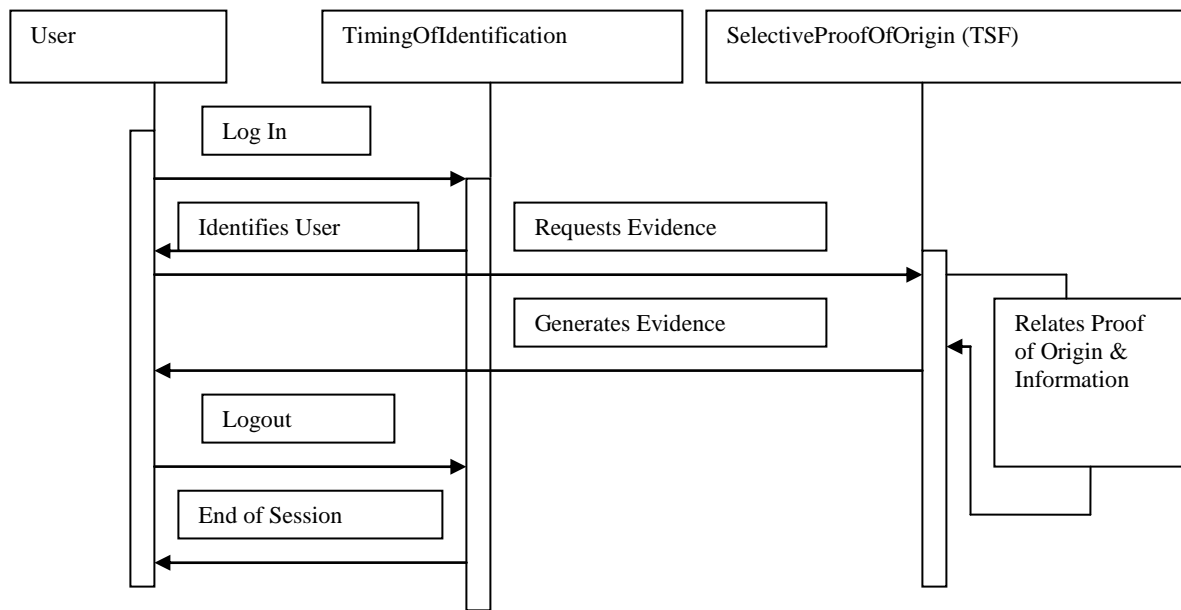 User
TimingOfIdentification
SelectiveProofOfOrigin (TSF)
Log In
Identifies User
Requests Evidence
Generates Evidence
Relates Proof
of Origin &
Information
Logout
End of Session